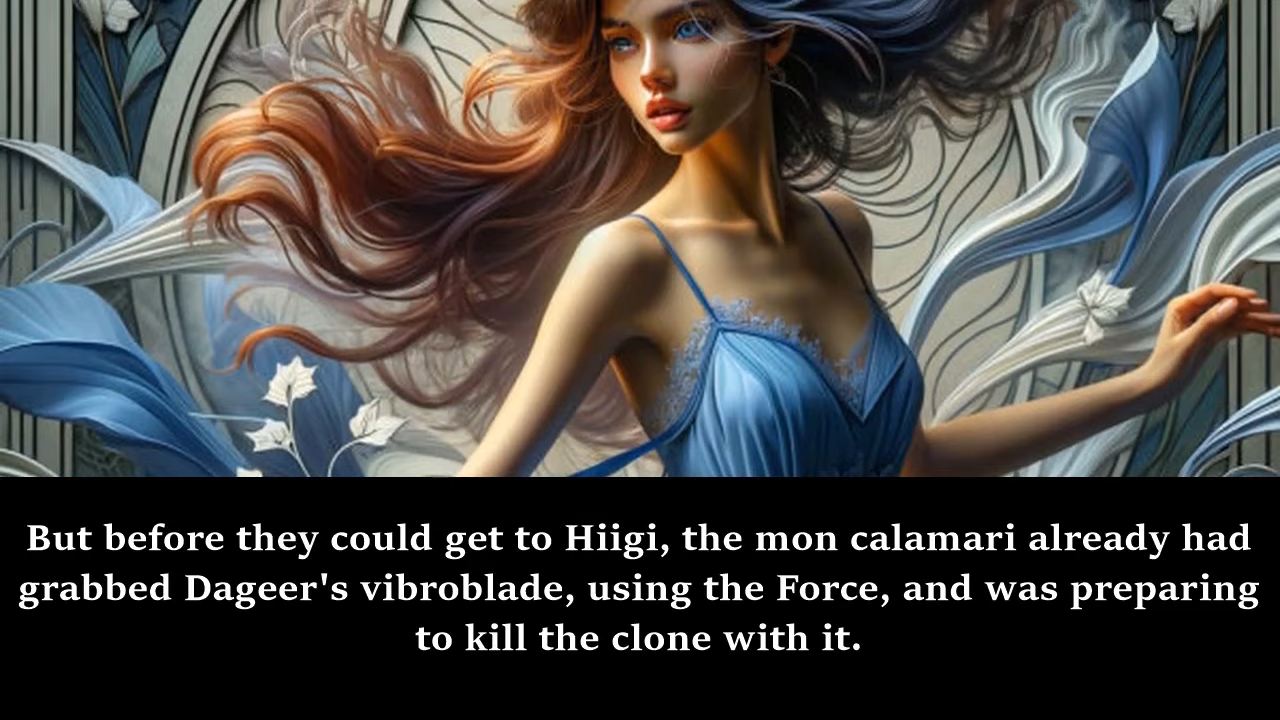 But before they could get to Hiigi, the mon calamari already had
grabbed Dageer's vibroblade, using the Force, and was preparing
to kill the clone with it.